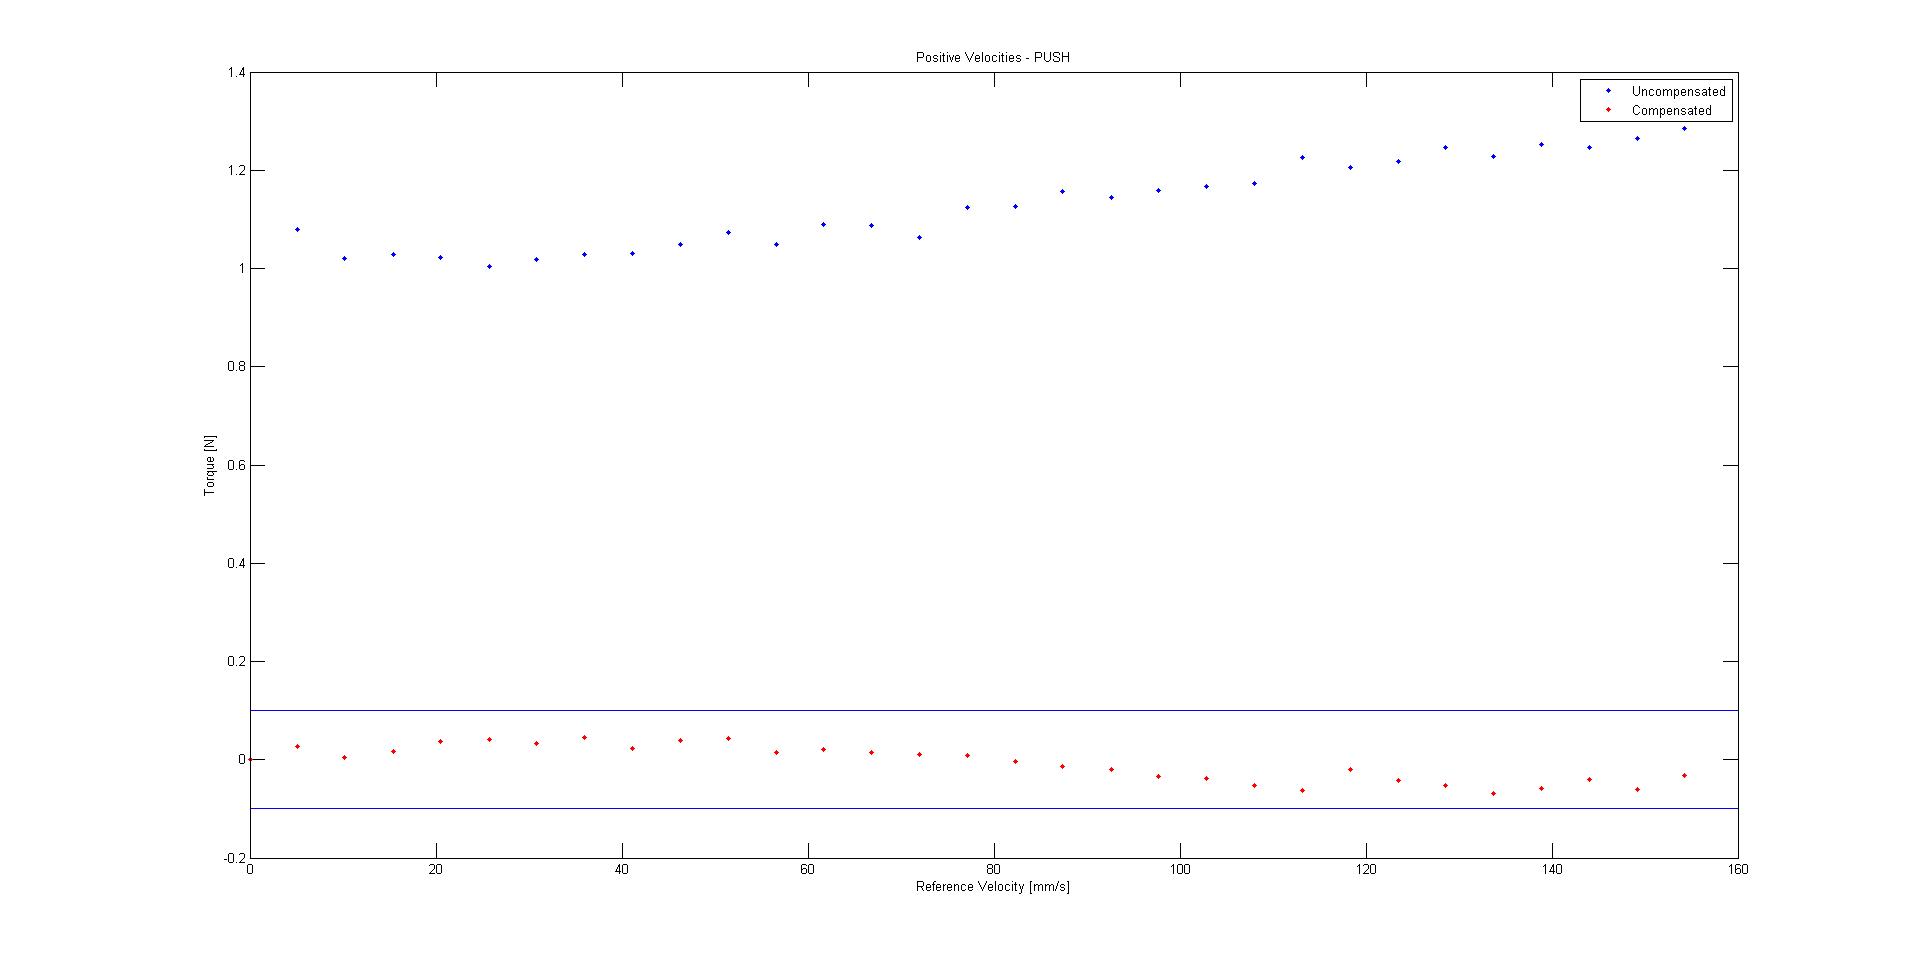 Positive Velocities - PUSH
Uncompensated
Compensated
1.4
1.2
1
0.8
0.6
0.4
0.2
0
-0.2
Torque [N]
0 20 40 60 80 100 120 140 160
Reference Velocity [mm/s]